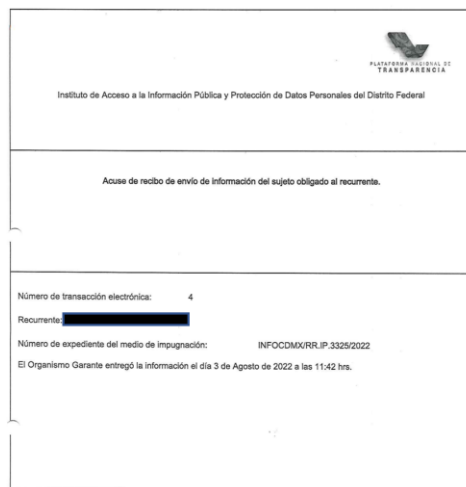 PLATAFORMA NACIONAL DE
TRANSPARENCIA
Instituto de Acceso a la Información Pública y Protección de Datos Personales del Distrito Federal
Acuse de recibo de envío de información del sujeto obligado al recurrente.
Número de transacción electrónica: 4
Recurrente:
Número de expediente del medio de impugnación: INFOCDMX/RR.IP.3325/2022
El Organismo Garante entregó la información el día 3 de Agosto de 2022 a las 11:42 hrs.